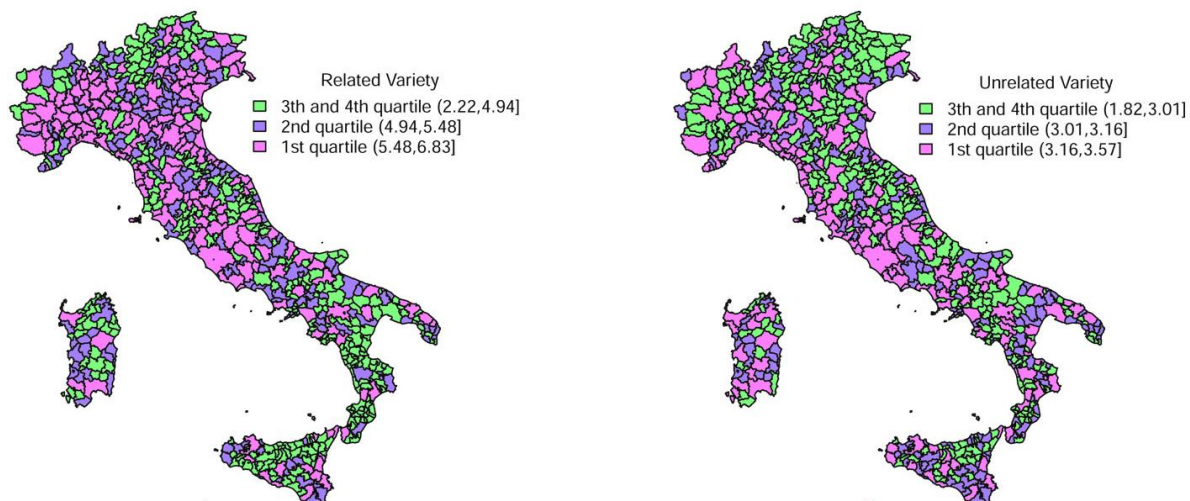 Related Variety
3th and 4th quartile (2.22,4.94]
2nd quartile (4.94,5.48]
1st quartile (5.48,6.83]
Unrelated Variety
3th and 4th quartile (1.82,3.01]
2nd quartile (3.01,3.16]
1st quartile (3.16,3.57]